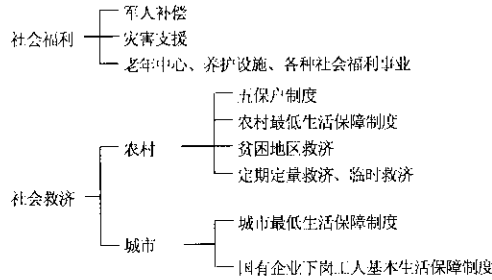 军人补偿
社会福利
灾害支援
老年中心、养护设施、各种社会福利事业
五保户制度
农村最低生活保障制度
农村
贫困地区救济
定期定量救济、临时救济
社会救济
城市最低生活保障制度
城市
国有企业下岗工人基本生活保障制度